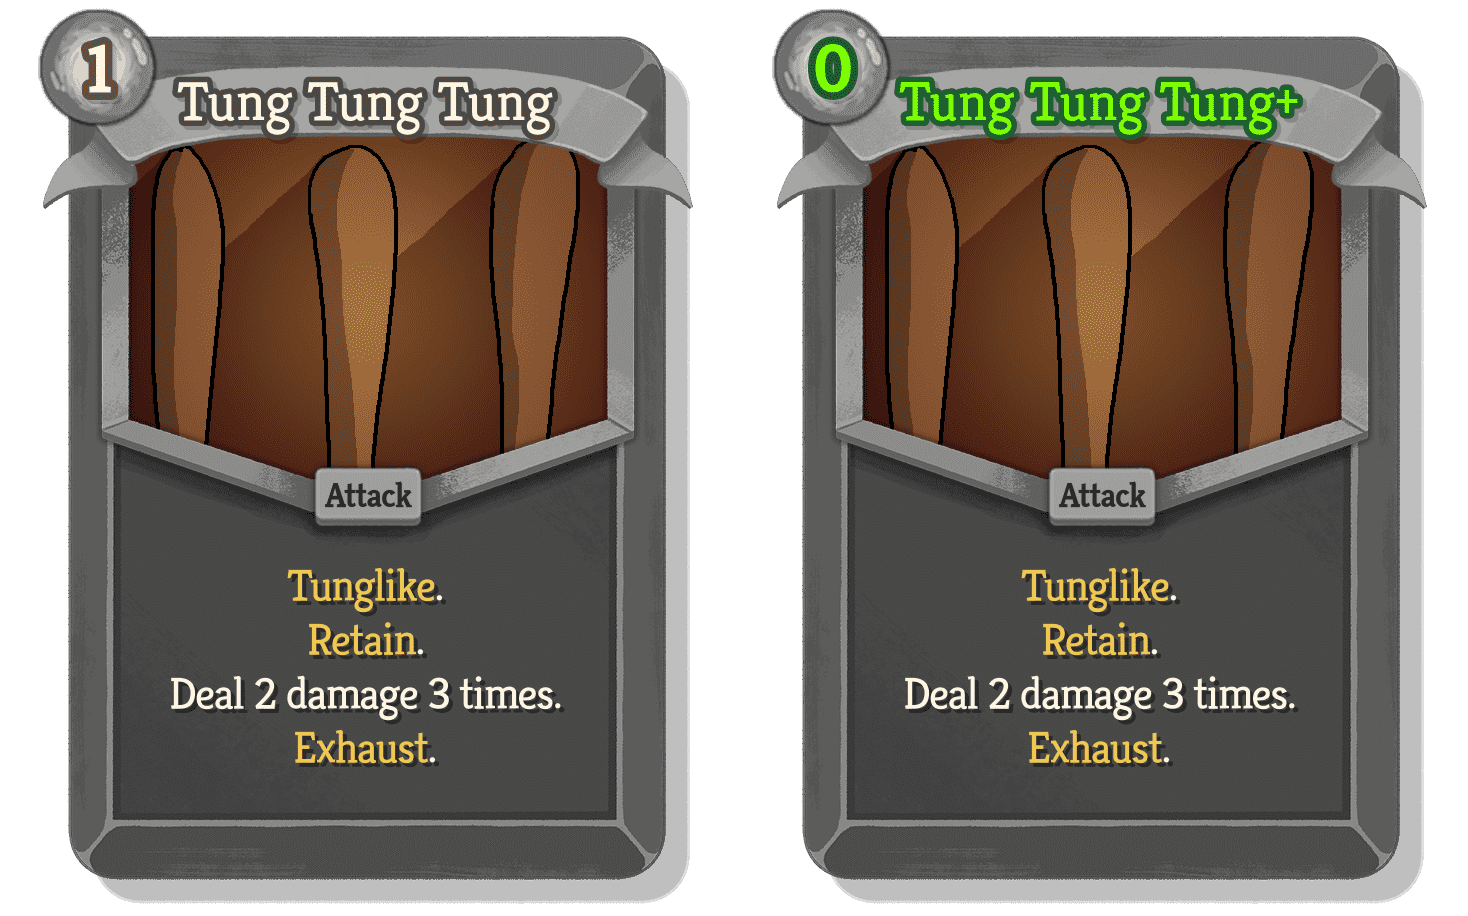 1
Tung Tung Tung
Attack
Tunglike.
Retain.
Deal 2 damage 3 times.
Exhaust.
0
Tung Tung Tung+
Attack
Tunglike.
Retain.
Deal 2 damage 3 times.
Exhaust.